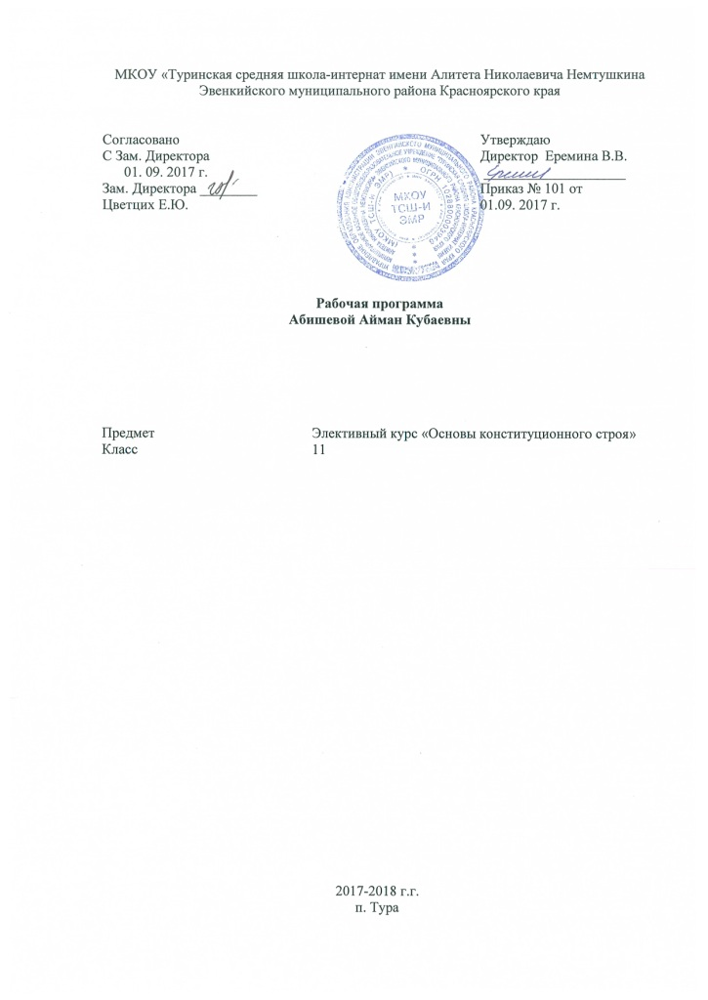 МКОУ «Туринская средняя школа-интернат имени Алитета Николаевича Немтушкина
Эвенкийского муниципального района Красноярского края
Согласовано
С Зам. Директора
01. 09. 2017 г.
Зам. Директора ________
Цветцих Е.Ю.
МКОУ
ТСШ-И
ЭМР
Утверждаю
Директор Еремина В.В.
____________________
Приказ № 101 от
01.09. 2017 г.
Рабочая программа
Абишевой Айман Кубаевны
Предмет Элективный курс «Основы конституционного строя»
Класс 11
2017-2018 г.г.
п. Тура